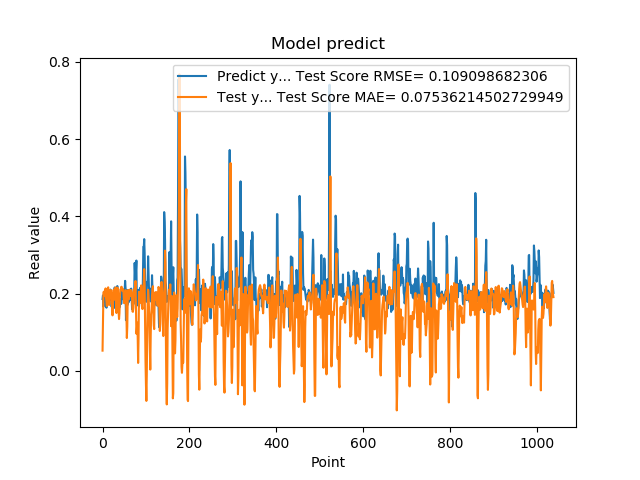 Model predict
Predict y... Test Score RMSE= 0.109098682306
Test y... Test Score MAE= 0.07536214502729949
0.8
0.6
0.4
0.2
0.0
Real value
0 200 400 600 800 1000
Point